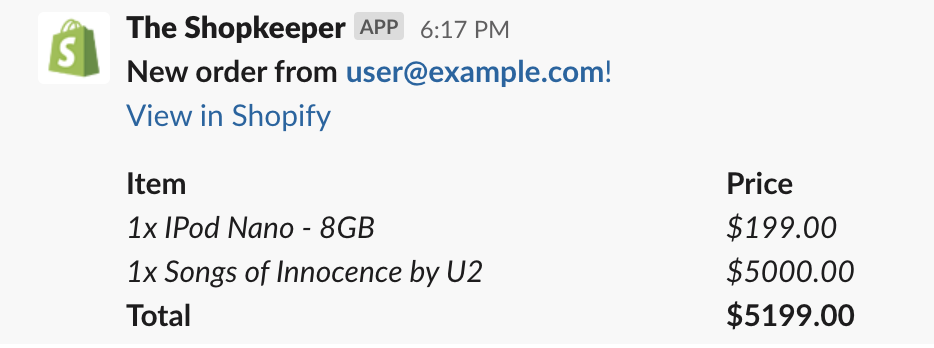 The Shopkeeper APP 6:17 PM
New order from user@example.com!
View in Shopify
Item Price
1x IPod Nano - 8GB $199.00
1x Songs of Innocence by U2 $5000.00
Total $5199.00